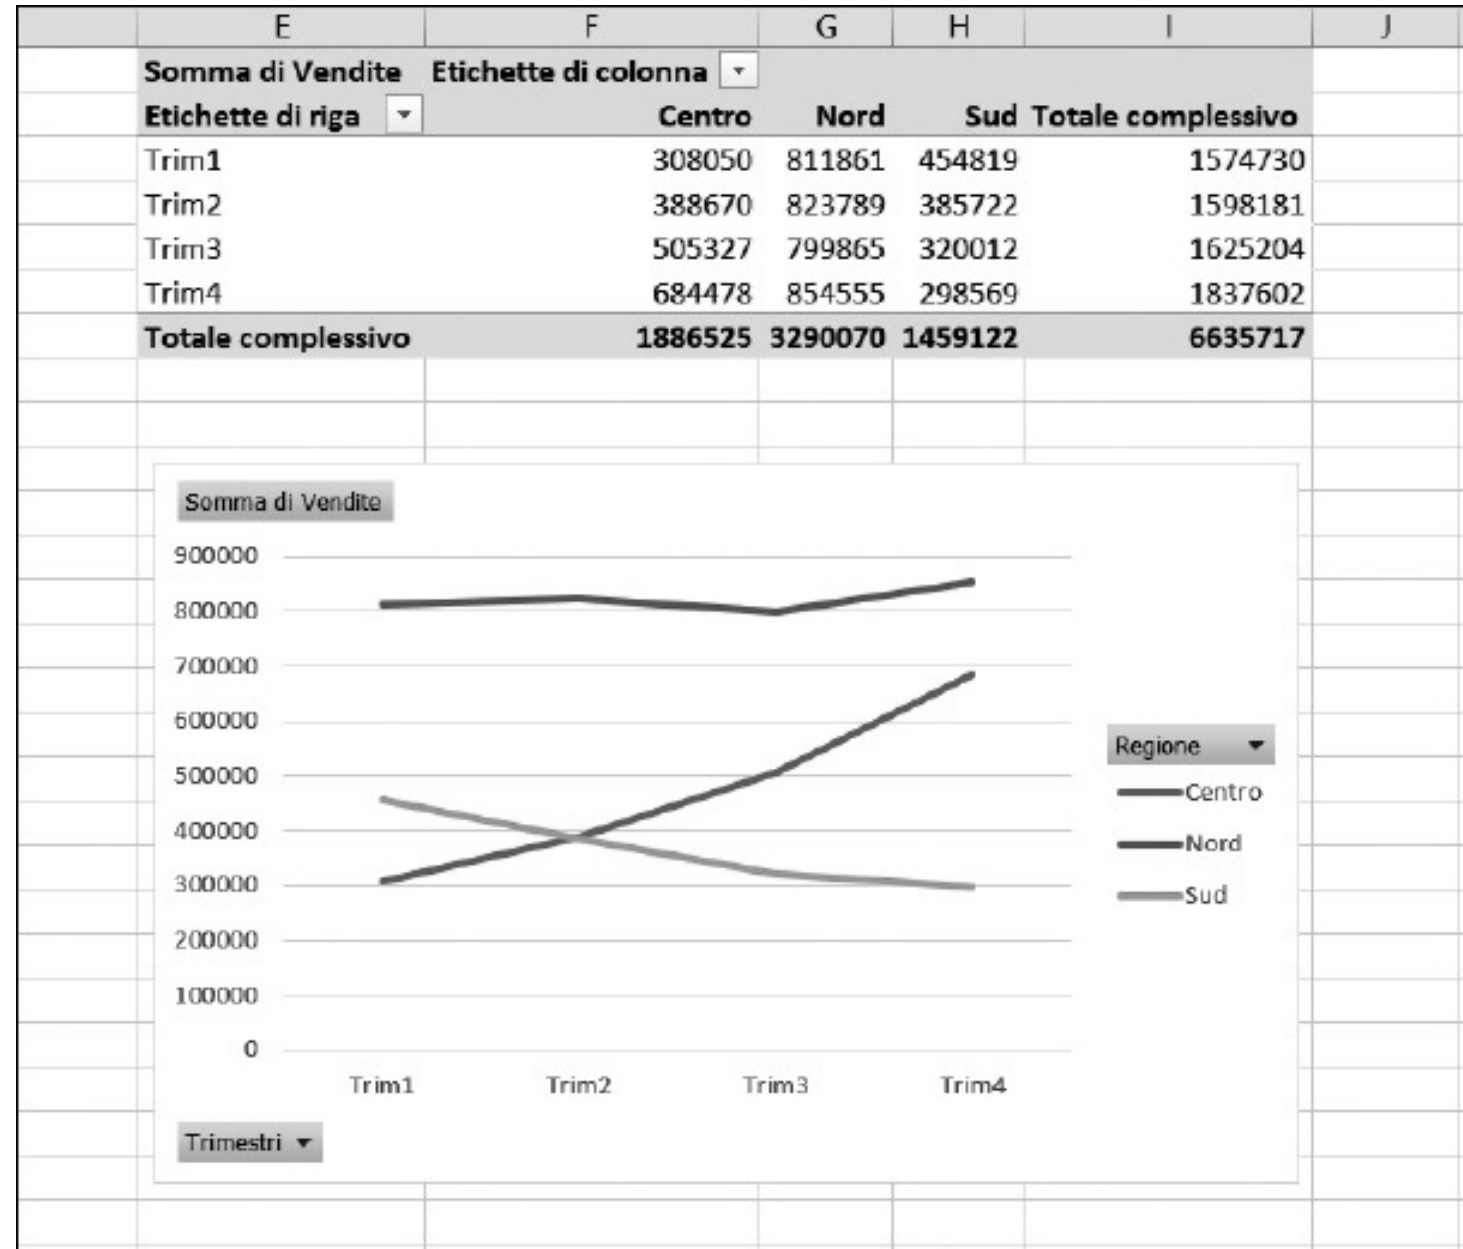 E F G H I J
Somma di Vendite Etichette di colonna
Etichette di riga Centro Nord Sud Totale complessivo
Trim1 308050 811861 454819 1574730
Trim2 388670 823789 385722 1598181
Trim3 505327 799865 320012 1625204
Trim4 684478 854555 298569 1837602
Totale complessivo 1886525 3290070 1459122 6635717
Somma di Vendite
900000
800000
700000
600000
500000
400000
300000
200000
100000
0
Trim1 Trim2 Trim3 Trim4
Trimestri
Regione
Centro
Nord
Sud